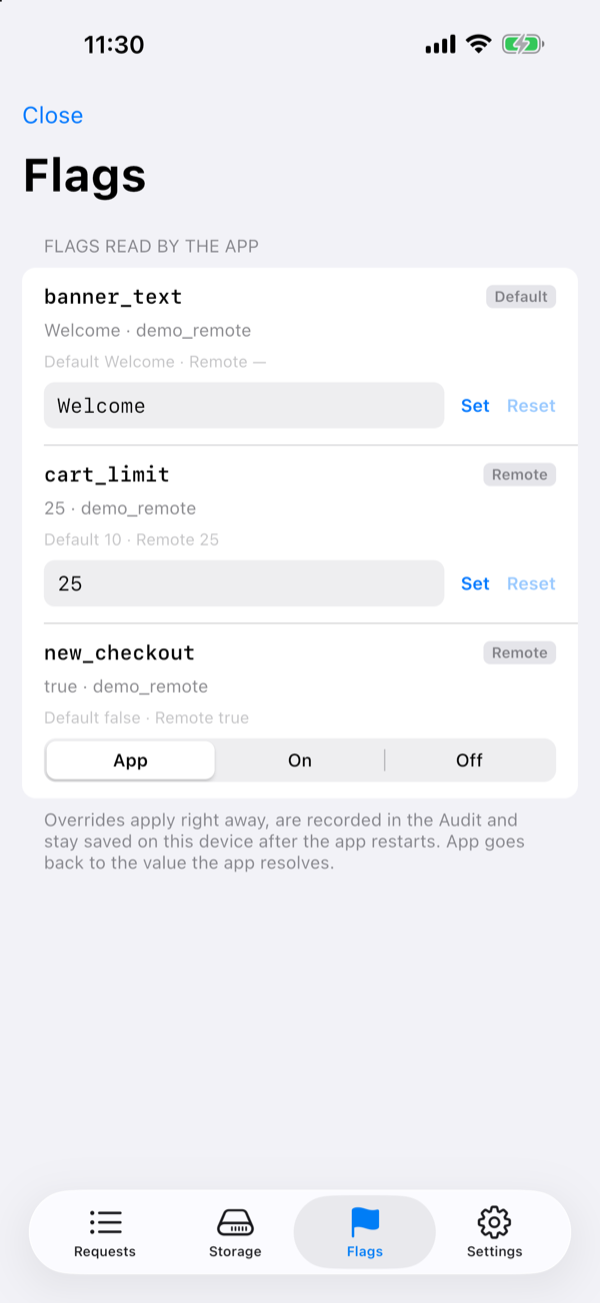 11:30
Close
Flags
FLAGS READ BY THE APP
banner_text Default
Welcome · demo_remote
Default Welcome · Remote —
Welcome Set Reset
cart_limit Remote
25 · demo_remote
Default 10 · Remote 25
25 Set Reset
new_checkout Remote
true · demo_remote
Default false · Remote true
App On Off
Overrides apply right away, are recorded in the Audit and
stay saved on this device after the app restarts. App goes
back to the value the app resolves.
Requests Storage Flags Settings